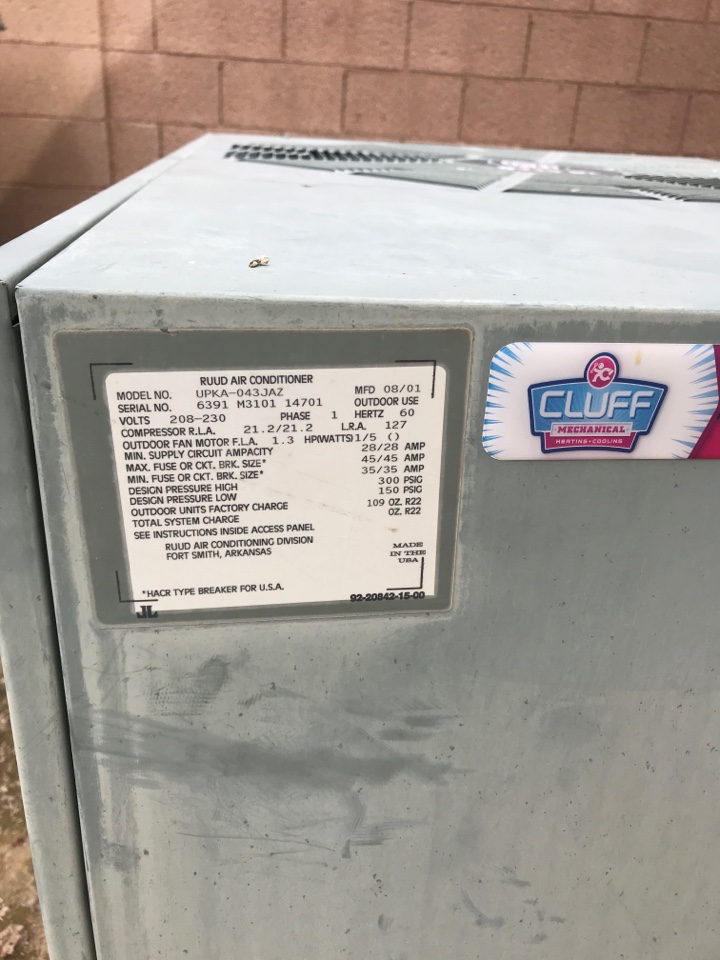 RUUD AIR CONDITIONER
MODEL NO. UPKA-043JAZ MFD 08/01
SERIAL NO. 6391 M3101 14701 OUTDOOR USE
VOLTS 208-230 PHASE 1 HERTZ 60
COMPRESSOR R.L.A. 21.2/21.2 L.R.A. 127
OUTDOOR FAN MOTOR F.L.A. 1.3 HP(WATTS) 1/5 ()
MIN. SUPPLY CIRCUIT AMPACITY 28/28 AMP
MAX. FUSE OR CKT. BRK. SIZE* 45/45 AMP
MIN. FUSE OR CKT. BRK. SIZE* 35/35 AMP
DESIGN PRESSURE HIGH 300 PSIG
DESIGN PRESSURE LOW 150 PSIG
OUTDOOR UNITS FACTORY CHARGE 109 OZ. R22
TOTAL SYSTEM CHARGE OZ. R22
SEE INSTRUCTIONS INSIDE ACCESS PANEL
RUUD AIR CONDITIONING DIVISION
FORT SMITH, ARKANSAS
MADE
IN THE
USA
*HACR TYPE BREAKER FOR U.S.A.
92-20842-15-00
CLUFF
MECHANICAL
HEATING-COOLING